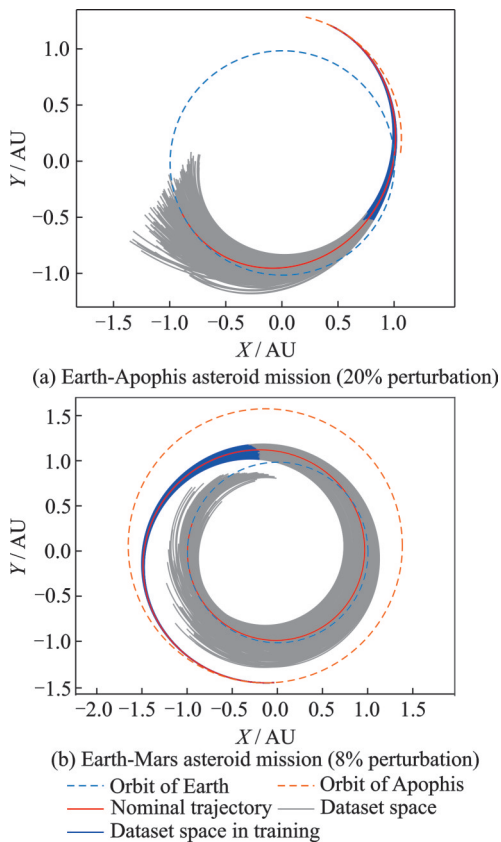 1.0
0.5
0.0
−0.5
−1.0
Y / AU
−1.5 −1.0 −0.5 0.0 0.5 1.0
X / AU
(a) Earth-Apophis asteroid mission (20% perturbation)
1.5
1.0
0.5
0.0
−0.5
−1.0
−1.5
Y / AU
−2.0 −1.5 −1.0 −0.5 0.0 0.5 1.0 1.5
X / AU
(b) Earth-Mars asteroid mission (8% perturbation)
Orbit of Earth Orbit of Apophis
Nominal trajectory Dataset space
Dataset space in training